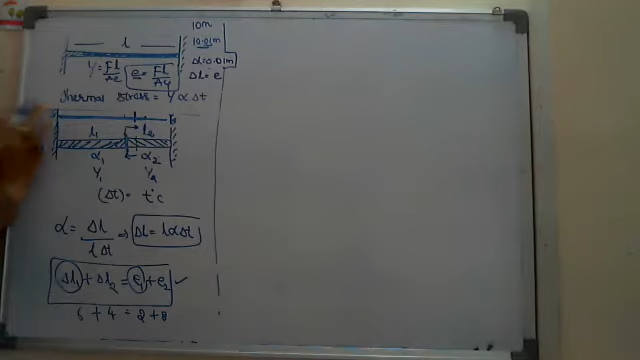 l
10m
10.01m
Y = Fl/Ae
e = Fl/AY
Δl = 0.01m
Δl = e
Thermal stress = Y α Δt
l₁ l₂
α₁ α₂
Y₁ Y₂
(Δt) = t°c
α = Δl/lΔt ⇒ Δl = lαΔt
Δl₁ + Δl₂ = e₁ + e₂ ✓
6 + 4 = 2 + 8